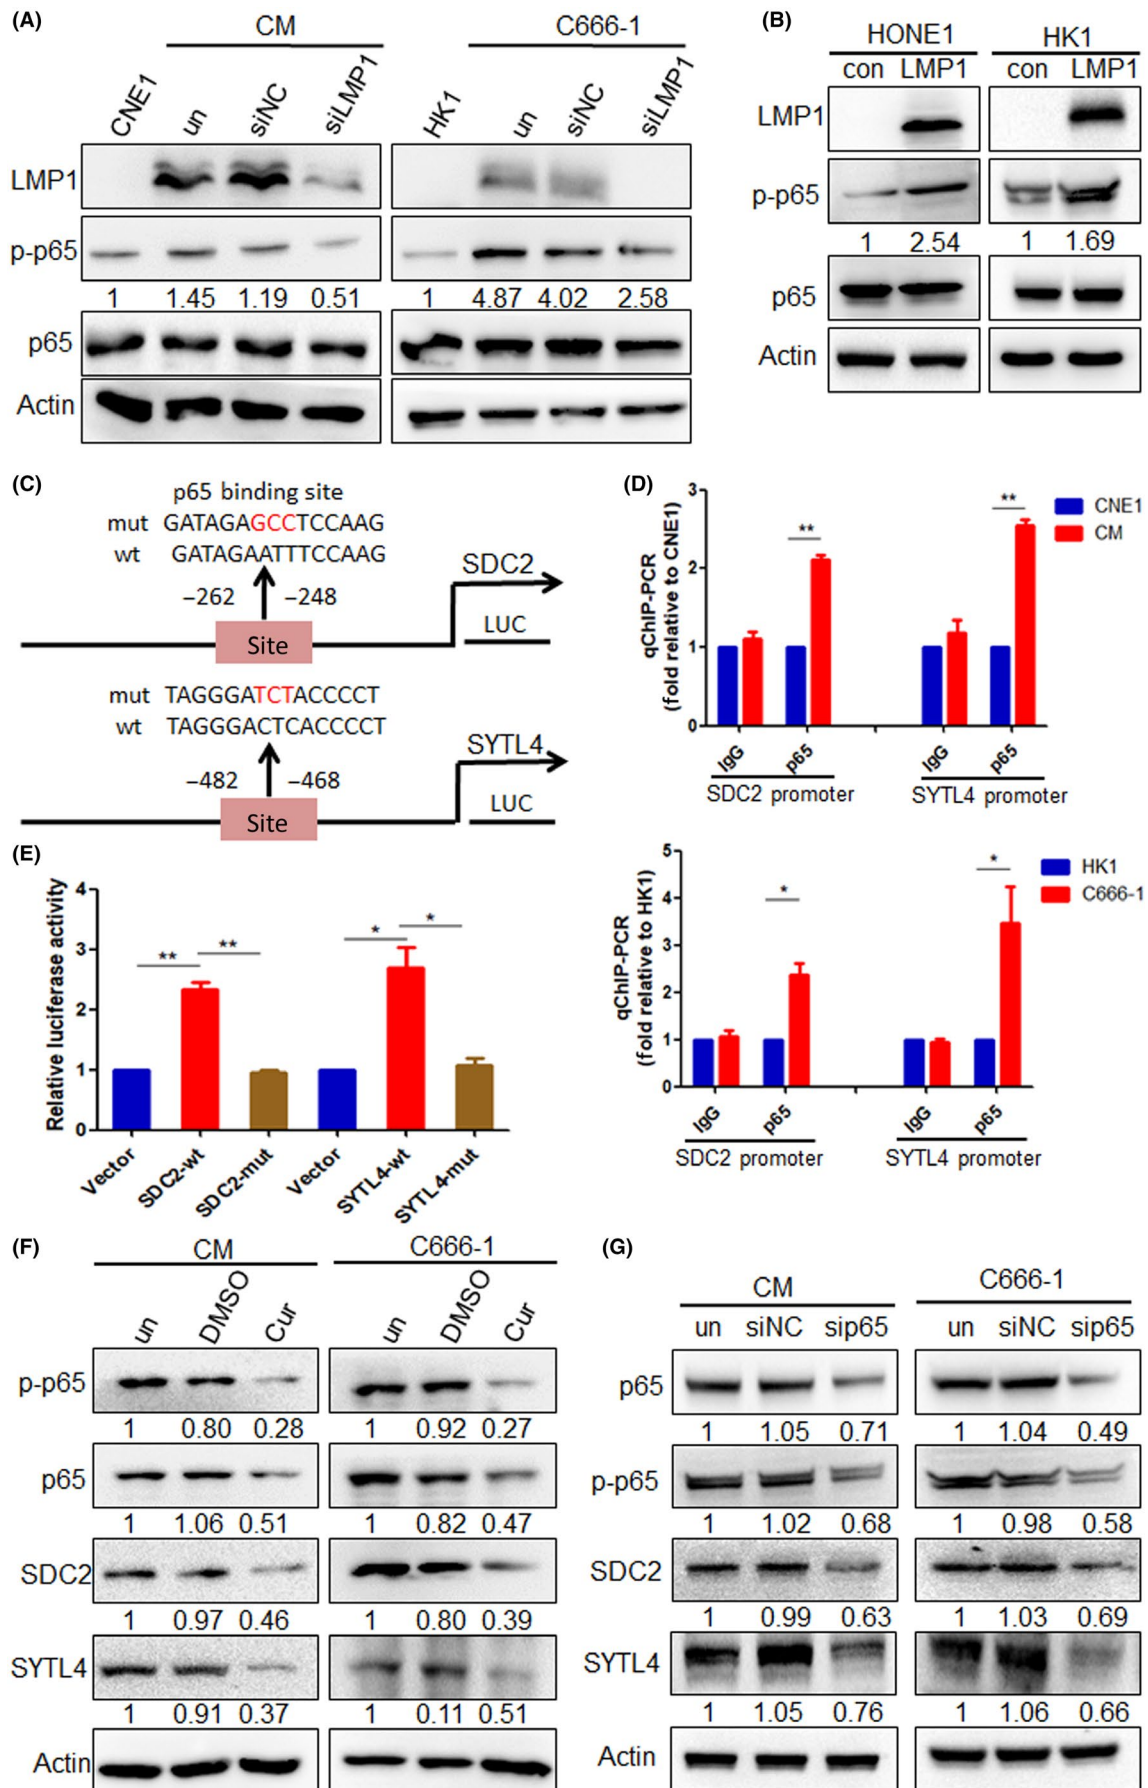 (A)
CM
C666-1
CNE1 un siNC siLMP1 HK1 un siNC siLMP1
LMP1
p-p65
1 1.45 1.19 0.51 1 4.87 4.02 2.58
p65
Actin
(B)
HONE1 HK1
con LMP1 con LMP1
LMP1
p-p65
1 2.54 1 1.69
p65
Actin
(C)
p65 binding site
mut GATAGAGCCTCCAAG
wt GATAGAATTTCCAAG
SDC2
−262 −248
LUC
Site
mut TAGGGATCTACCCCT
wt TAGGGACTCACCCCT
SYTL4
−482 −468
LUC
Site
(D)
qChIP-PCR
(fold relative to CNE1)
3
2
1
0
** **
CNE1
CM
IgG p65 IgG p65
SDC2 promoter SYTL4 promoter
qChIP-PCR
(fold relative to HK1)
5
4
3
2
1
0
* *
HK1
C666-1
IgG p65 IgG p65
SDC2 promoter SYTL4 promoter
(E)
Relative luciferase activity
4
3
2
1
0
** ** * *
Vector SDC2-wt SDC2-mut Vector SYTL4-wt SYTL4-mut
(F)
CM C666-1
un DMSO Cur un DMSO Cur
p-p65
1 0.80 0.28 1 0.92 0.27
p65
1 1.06 0.51 1 0.82 0.47
SDC2
1 0.97 0.46 1 0.80 0.39
SYTL4
1 0.91 0.37 1 0.11 0.51
Actin
(G)
CM C666-1
un siNC sip65 un siNC sip65
p65
1 1.05 0.71 1 1.04 0.49
p-p65
1 1.02 0.68 1 0.98 0.58
SDC2
1 0.99 0.63 1 1.03 0.69
SYTL4
1 1.05 0.76 1 1.06 0.66
Actin